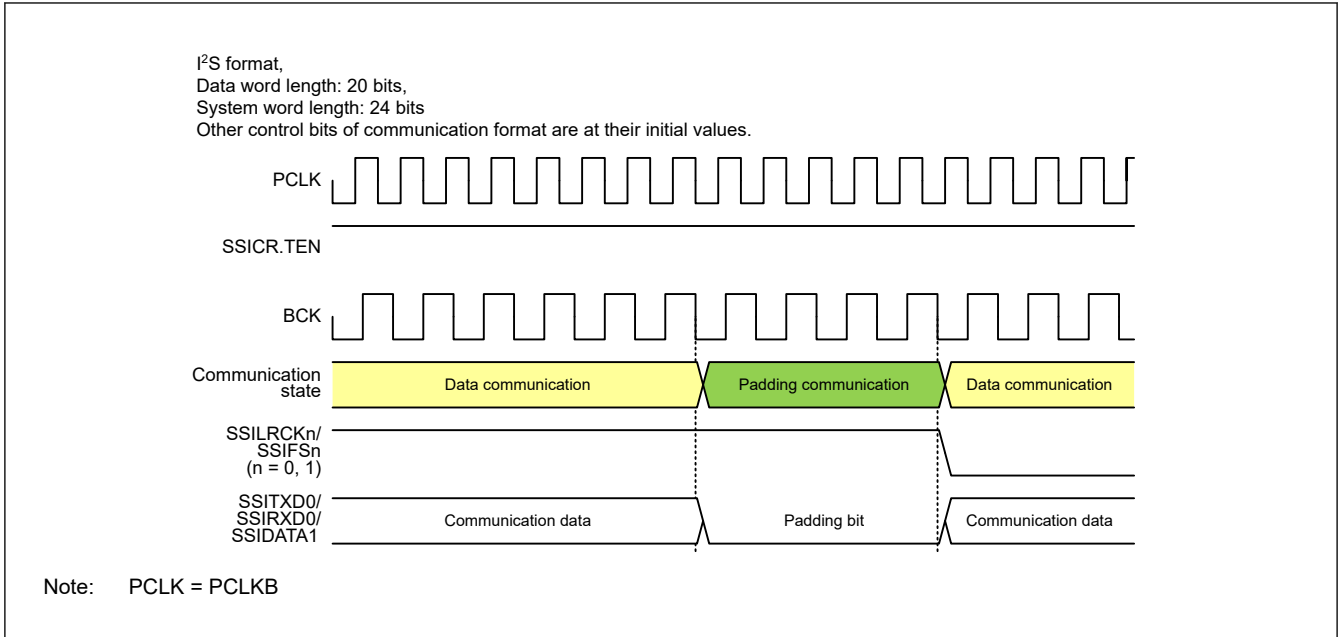 I²S format,
Data word length: 20 bits,
System word length: 24 bits
Other control bits of communication format are at their initial values.
PCLK
SSICR.TEN
BCK
Communication
state
Data communication
Padding communication
Data communication
SSILRCKn/
SSIFSn
(n = 0, 1)
SSITXD0/
SSIRXD0/
SSIDATA1
Communication data
Padding bit
Communication data
Note: PCLK = PCLKB